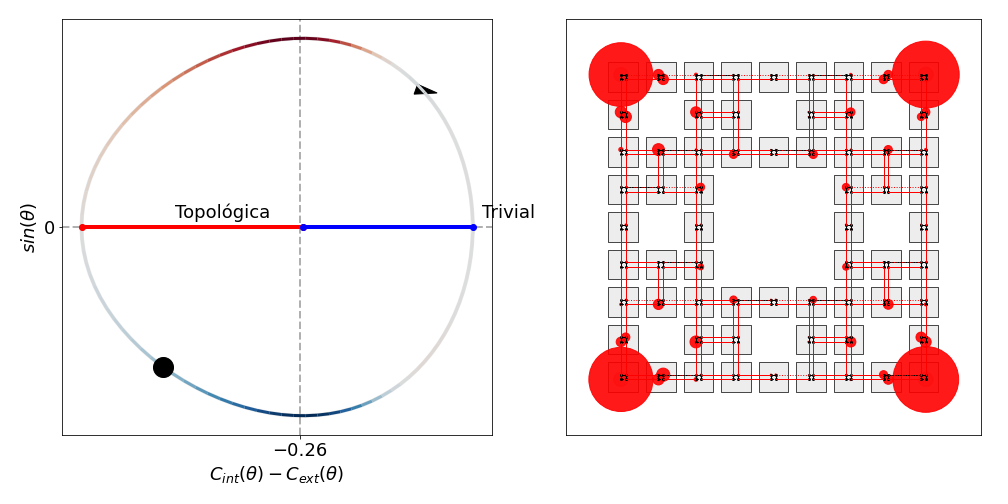 Topológica
Trivial
sin(θ)
0
−0.26
C_int(θ) − C_ext(θ)